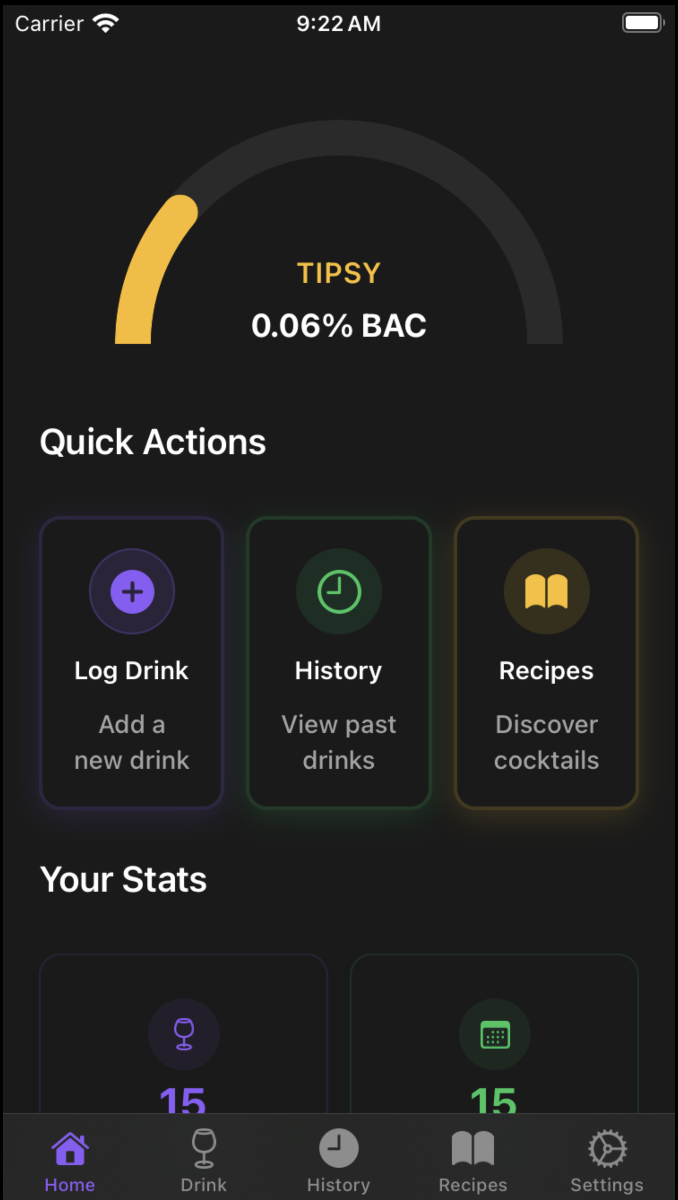 Carrier 9:22 AM
TIPSY
0.06% BAC
Quick Actions
Log Drink
Add a
new drink
History
View past
drinks
Recipes
Discover
cocktails
Your Stats
15
15
Home
Drink
History
Recipes
Settings